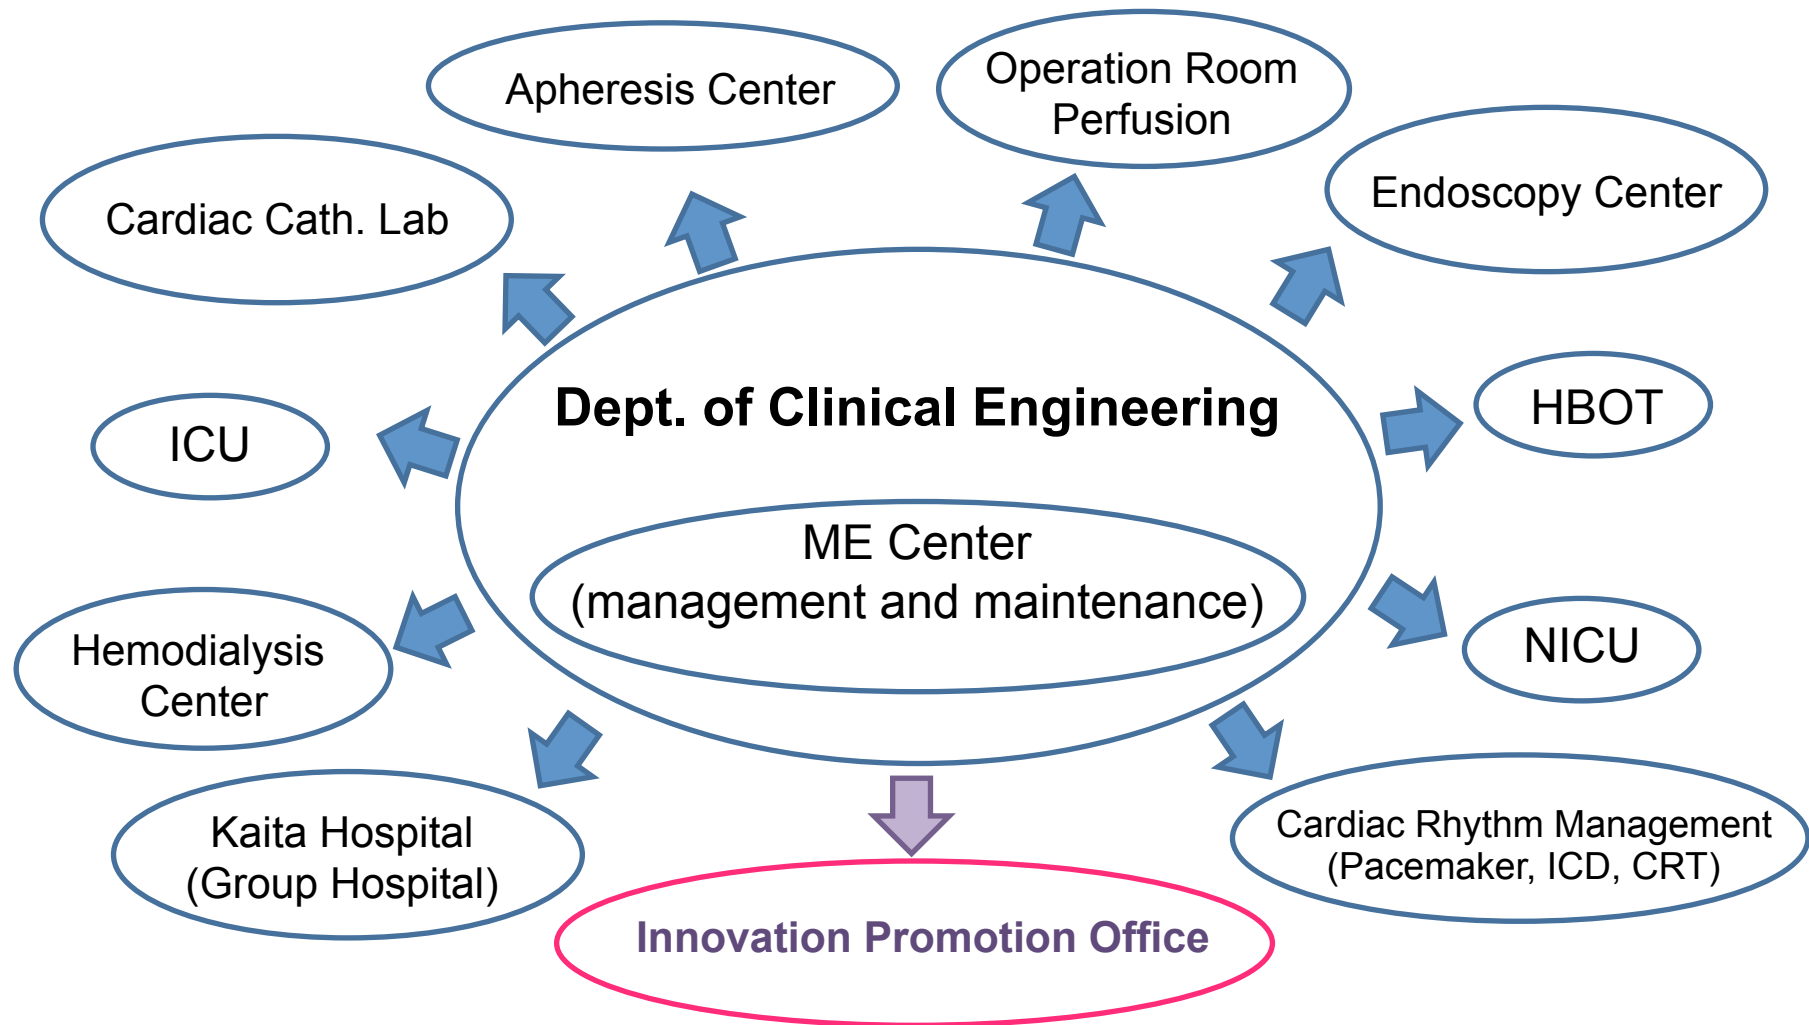 Apheresis Center
Operation Room
Perfusion
Cardiac Cath. Lab
Endoscopy Center
Dept. of Clinical Engineering
HBOT
ICU
ME Center
(management and maintenance)
NICU
Hemodialysis
Center
Kaita Hospital
(Group Hospital)
Cardiac Rhythm Management
(Pacemaker, ICD, CRT)
Innovation Promotion Office